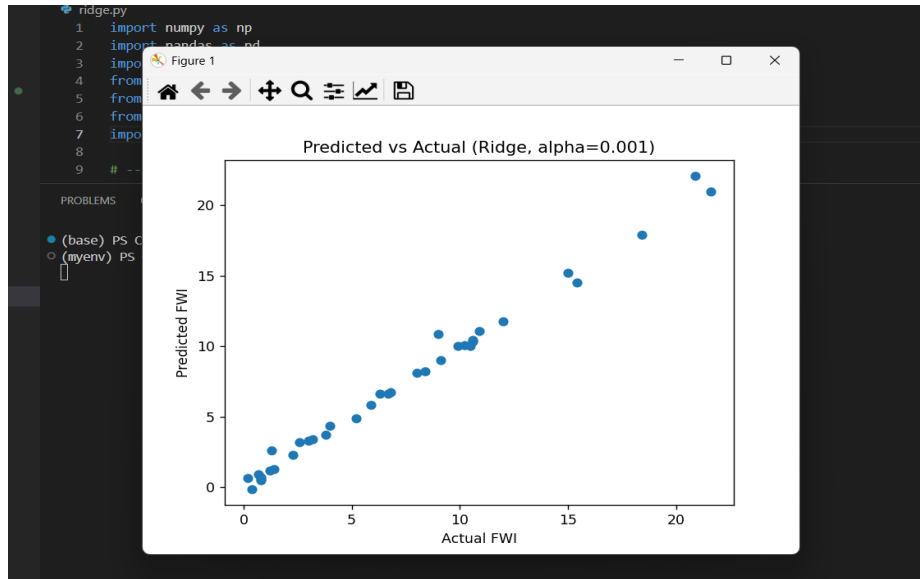 ridge.py
1 import numpy as np
2 import pandas as pd
3 impo
4 from
5 from
6 from
7 impo
8
9 # --
Figure 1
Predicted vs Actual (Ridge, alpha=0.001)
20
15
10
5
0
Predicted FWI
0 5 10 15 20
Actual FWI
PROBLEMS
(base) PS C
(myenv) PS